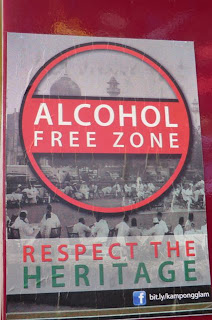 ALCOHOL
FREE ZONE
RESPECT THE
HERITAGE
f bit.ly/kampongglam